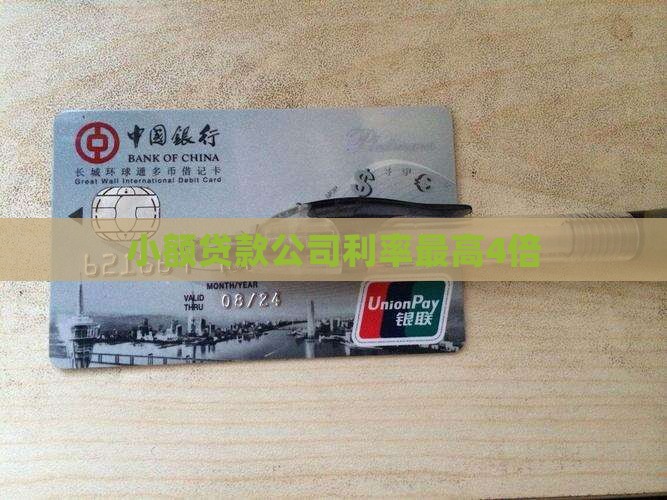 中国银行
BANK OF CHINA
长城环球通多币借记卡
Great Wall International Debit Card
Platinum
小额贷款公司利率最高4倍
MONTH/YEAR
VALID THRU 08/24
UnionPay
银联